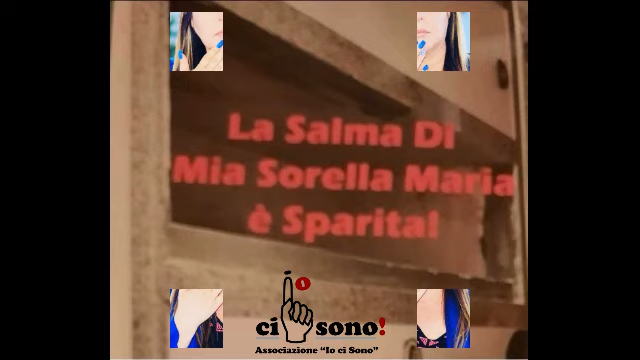 La Salma Di
Mia Sorella Maria
è Sparita!
io
ci sono!
Associazione “Io ci Sono”